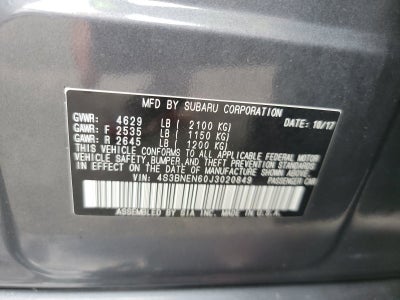 MFD BY SUBARU CORPORATION
GVWR: 4629 LB ( 2100 KG) DATE: 10/17
GAWR: F 2535 LB ( 1150 KG)
GAWR: R 2645 LB ( 1200 KG)
THIS VEHICLE CONFORMS TO ALL APPLICABLE FEDERAL MOTOR
VEHICLE SAFETY, BUMPER AND THEFT PREVENTION STANDARDS
IN EFFECT ON THE DATE OF MANUFACTURE SHOWN ABOVE.
VIN: 4S3BNEN60J3020849 PASSENGER CAR
ASSEMBLED BY SIA INC. MADE IN U.S.A.